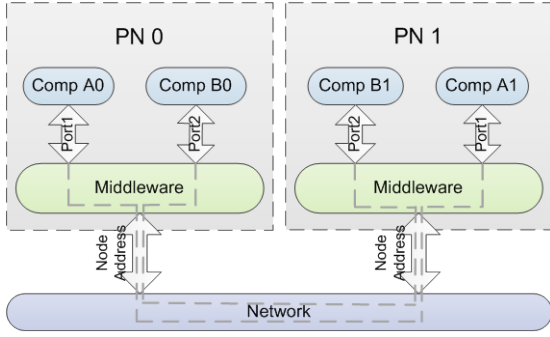 PN 0
PN 1
Comp A0
Comp B0
Comp B1
Comp A1
Port1
Port2
Port2
Port1
Middleware
Middleware
Node
Address
Node
Address
Network